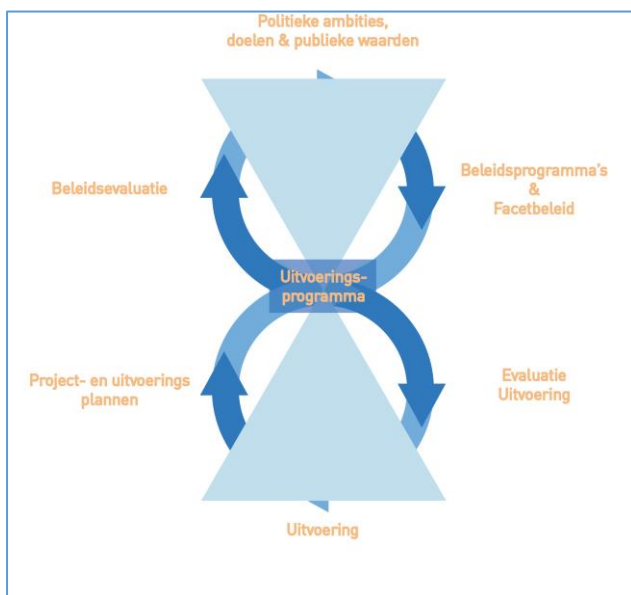 Politieke ambities,
doelen & publieke waarden
Beleidsevaluatie
Beleidsprogramma's
&
Facetbeleid
Uitvoerings-
programma
Project- en uitvoerings
plannen
Evaluatie
Uitvoering
Uitvoering